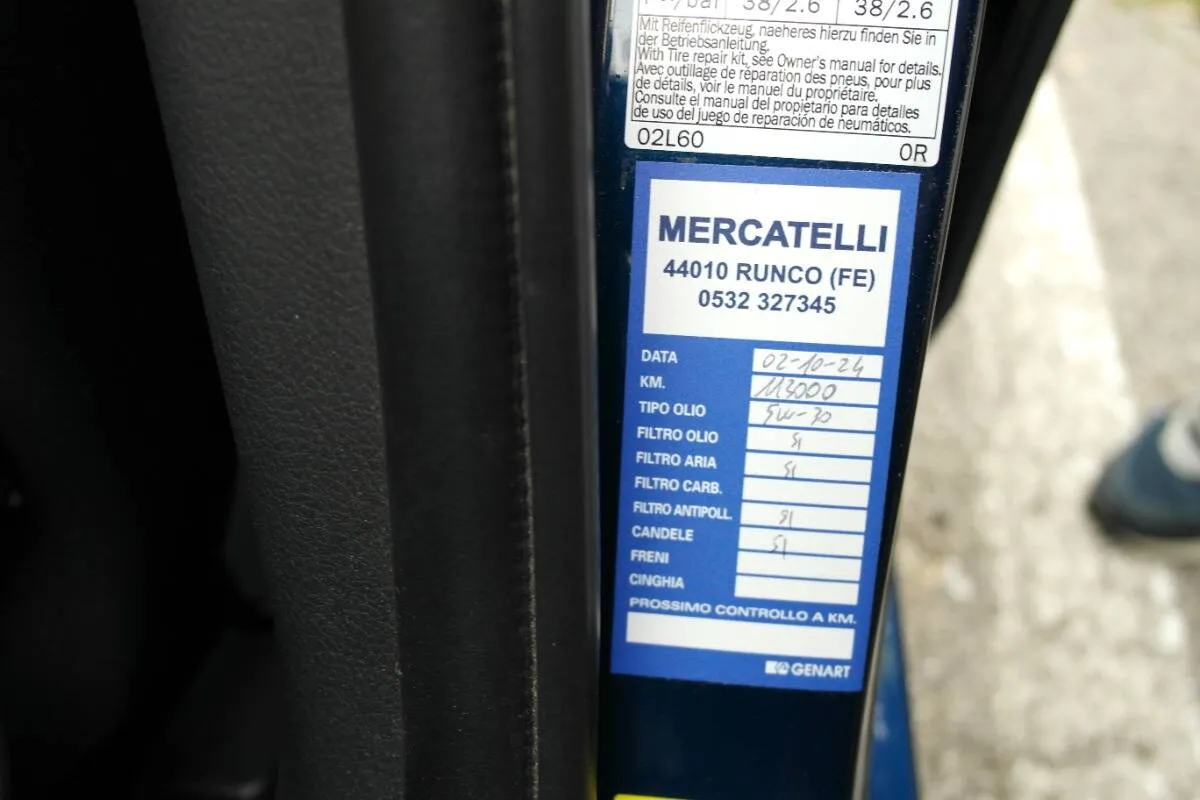 38/2.6 38/2.6
Mit Reifenflickzeug, naeheres hierzu finden Sie in
der Betriebsanleitung.
With Tire repair kit, see Owner's manual for details.
Avec outillage de réparation des pneus, pour plus
de détails, voir le manuel du propriétaire.
Consulte el manual del propietario para detalles
de uso del juego de reparación de neumáticos.
02L60 0R
MERCATELLI
44010 RUNCO (FE)
0532 327345
DATA 02-10-24
KM. 113000
TIPO OLIO 5W-30
FILTRO OLIO SI
FILTRO ARIA SI
FILTRO CARB.
FILTRO ANTIPOLL. SI
CANDELE SI
FRENI
CINGHIA
PROSSIMO CONTROLLO A KM.
GENART